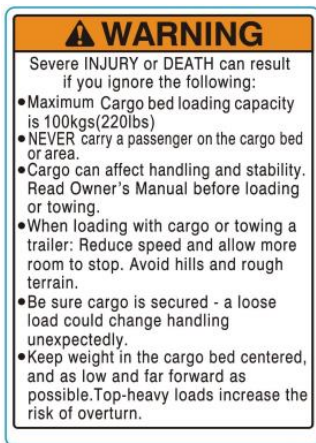 WARNING
Severe INJURY or DEATH can result
if you ignore the following:
●Maximum Cargo bed loading capacity
is 100kgs(220lbs)
●NEVER carry a passenger on the cargo bed
or area.
●Cargo can affect handling and stability.
Read Owner's Manual before loading
or towing.
●When loading with cargo or towing a
trailer: Reduce speed and allow more
room to stop. Avoid hills and rough
terrain.
●Be sure cargo is secured - a loose
load could change handling
unexpectedly.
●Keep weight in the cargo bed centered,
and as low and far forward as
possible.Top-heavy loads increase the
risk of overturn.